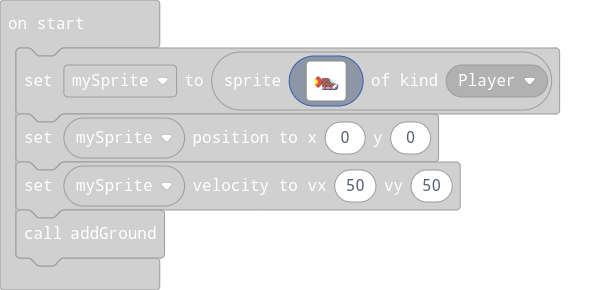 on start
set mySprite to sprite of kind Player
set mySprite position to x 0 y 0
set mySprite velocity to vx 50 vy 50
call addGround